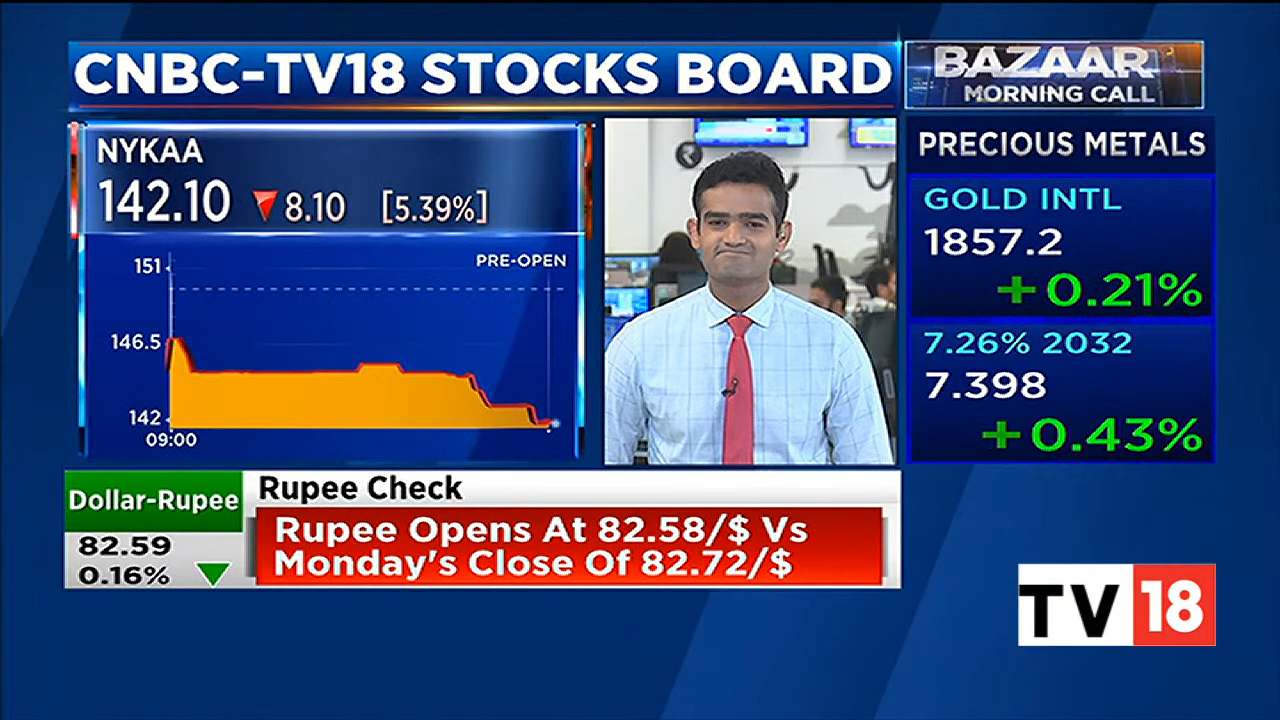 CNBC-TV18 STOCKS BOARD
BAZAAR
MORNING CALL
NYKAA
142.10 ▼ 8.10 [5.39%]
PRE-OPEN
151
146.5
142
09:00
PRECIOUS METALS
GOLD INTL
1857.2
+0.21%
7.26% 2032
7.398
+0.43%
Dollar-Rupee
82.59
0.16% ▼
Rupee Check
Rupee Opens At 82.58/$ Vs
Monday's Close Of 82.72/$
TV18